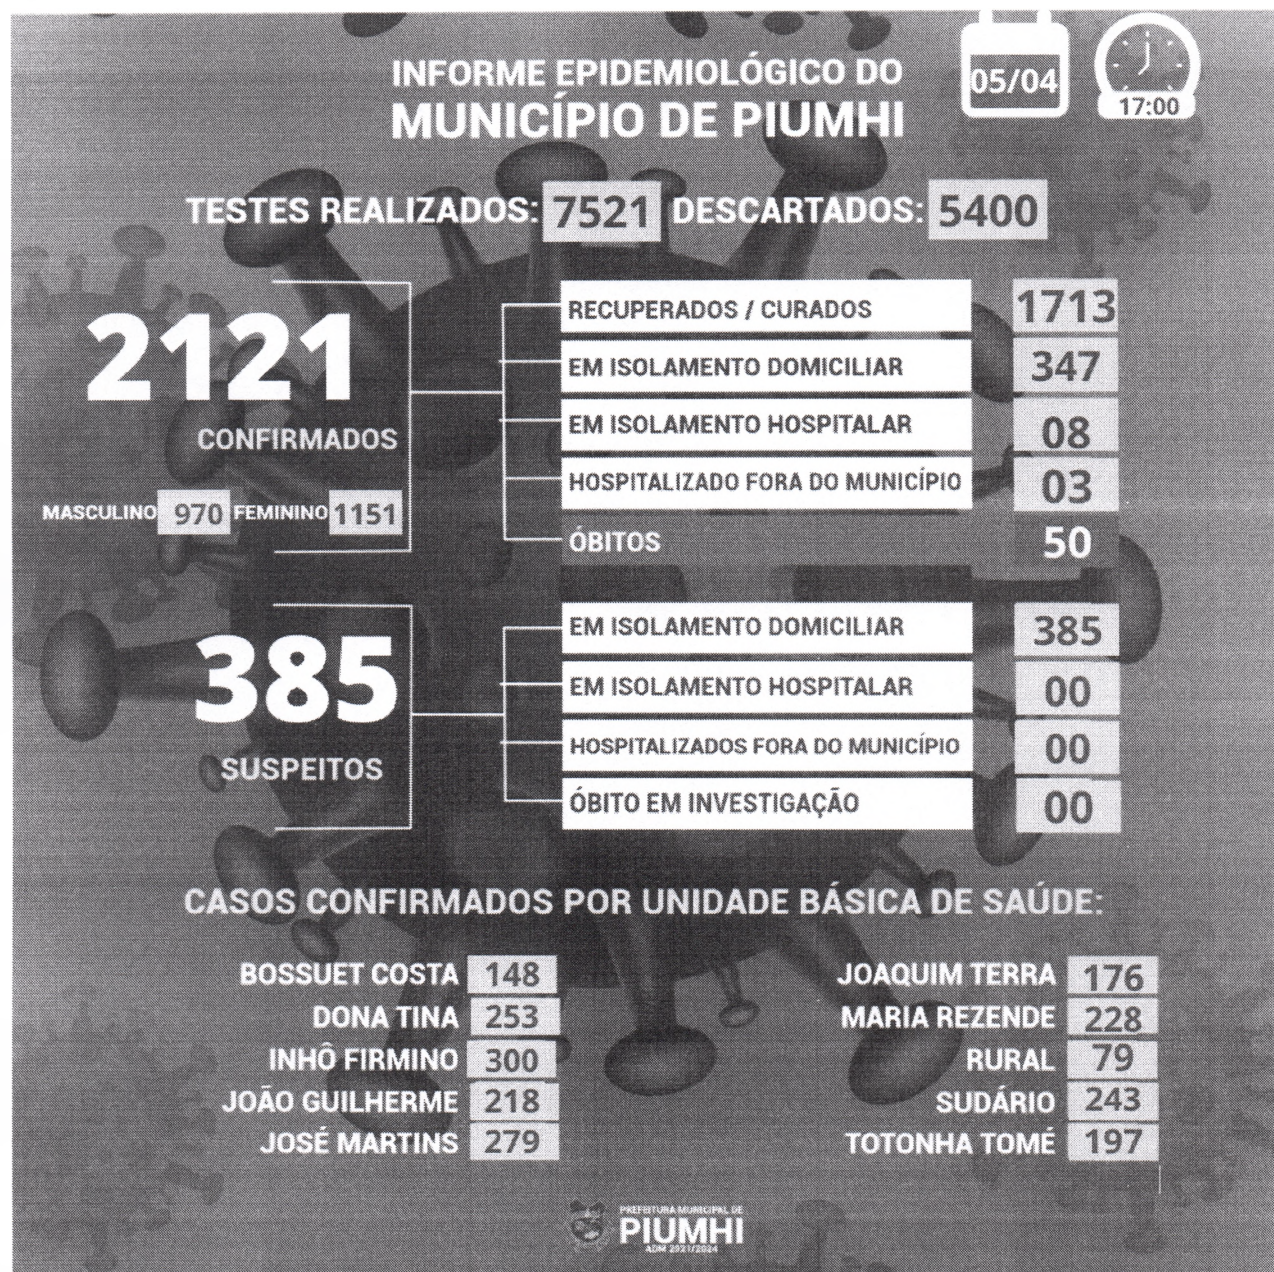 INFORME EPIDEMIOLÓGICO DO
MUNICÍPIO DE PIUMHI
05/04
17:00
TESTES REALIZADOS: 7521 DESCARTADOS: 5400
2121
CONFIRMADOS
MASCULINO 970 FEMININO 1151
RECUPERADOS / CURADOS 1713
EM ISOLAMENTO DOMICILIAR 347
EM ISOLAMENTO HOSPITALAR 08
HOSPITALIZADO FORA DO MUNICÍPIO 03
ÓBITOS 50
385
SUSPEITOS
EM ISOLAMENTO DOMICILIAR 385
EM ISOLAMENTO HOSPITALAR 00
HOSPITALIZADOS FORA DO MUNICÍPIO 00
ÓBITO EM INVESTIGAÇÃO 00
CASOS CONFIRMADOS POR UNIDADE BÁSICA DE SAÚDE:
BOSSUET COSTA 148
DONA TINA 253
INHÔ FIRMINO 300
JOÃO GUILHERME 218
JOSÉ MARTINS 279
JOAQUIM TERRA 176
MARIA REZENDE 228
RURAL 79
SUDÁRIO 243
TOTONHA TOMÉ 197
PREFEITURA MUNICIPAL DE
PIUMHI
ADM 2021/2024